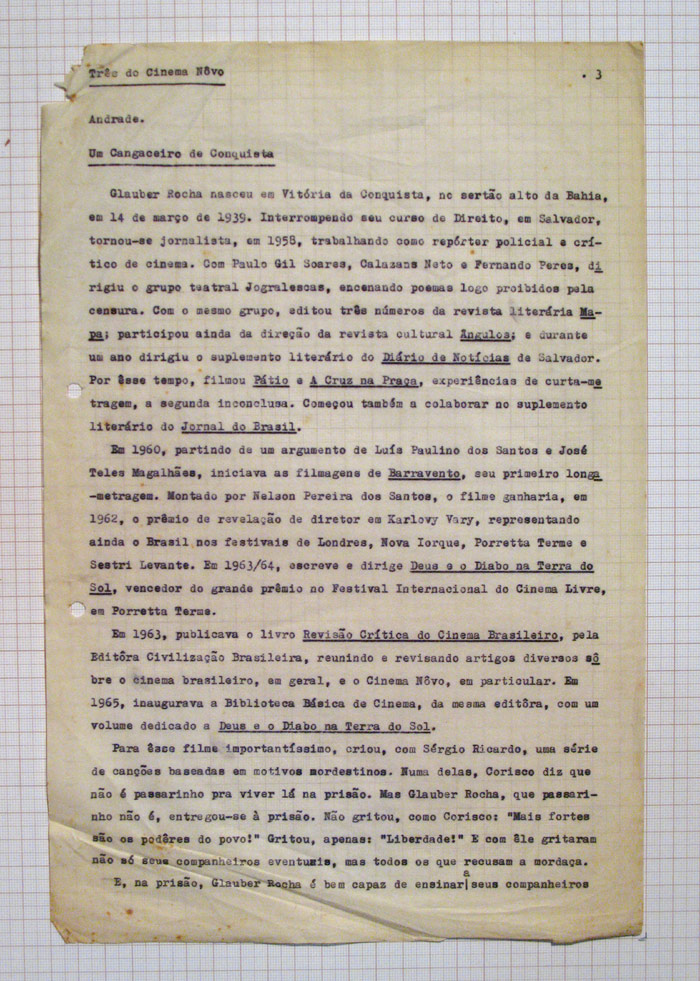 Três do Cinema Nôvo . 3
Andrade.
Um Cangaceiro de Conquista
Glauber Rocha nasceu em Vitória da Conquista, no sertão alto da Bahia,
em 14 de março de 1939. Interrompendo seu curso de Direito, em Salvador,
tornou-se jornalista, em 1958, trabalhando como repórter policial e crí-
tico de cinema. Com Paulo Gil Soares, Calazans Neto e Fernando Peres, di
rigiu o grupo teatral Jogralescas, encenando poemas logo proibidos pela
censura. Com o mesmo grupo, editou três números da revista literária Ma-
pa; participou ainda da direção da revista cultural Ângulos; e durante
um ano dirigiu o suplemento literário do Diário de Notícias de Salvador.
Por êsse tempo, filmou Pátio e A Cruz na Praça, experiências de curta-me
tragem, a segunda inconclusa. Começou também a colaborar no suplemento
literário do Jornal do Brasil.
Em 1960, partindo de um argumento de Luís Paulino dos Santos e José
Teles Magalhães, iniciava as filmagens de Barravento, seu primeiro longa
-metragem. Montado por Nelson Pereira dos Santos, o filme ganharia, em
1962, o prêmio de revelação de diretor em Karlovy Vary, representando
ainda o Brasil nos festivais de Londres, Nova Iorque, Porretta Terme e
Sestri Levante. Em 1963/64, escreve e dirige Deus e o Diabo na Terra do
Sol, vencedor do grande prêmio no Festival Internacional do Cinema Livre,
em Porretta Terme.
Em 1963, publicava o livro Revisão Crítica do Cinema Brasileiro, pela
Editôra Civilização Brasileira, reunindo e revisando artigos diversos sô
bre o cinema brasileiro, em geral, e o Cinema Nôvo, em particular. Em
1965, inaugurava a Biblioteca Básica de Cinema, da mesma editôra, com um
volume dedicado a Deus e o Diabo na Terra do Sol.
Para êsse filme importantíssimo, criou, com Sérgio Ricardo, uma série
de canções baseadas em motivos mordestinos. Numa delas, Corisco diz que
não é passarinho pra viver lá na prisão. Mas Glauber Rocha, que passari-
nho não é, entregou-se à prisão. Não gritou, como Corisco: "Mais fortes
são os podêres do povo!" Gritou, apenas: "Liberdade!" E com êle gritaram
não só seus companheiros eventuais, mas todos os que recusam a mordaça.
E, na prisão, Glauber Rocha é bem capaz de ensinar a seus companheiros